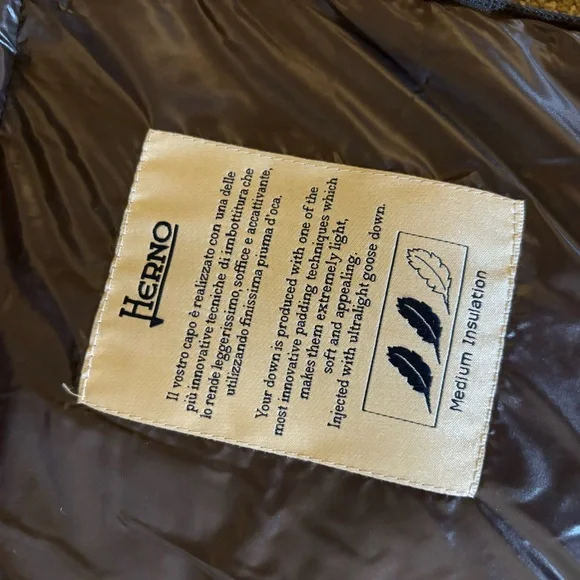 HERNO
Il vostro capo è realizzato con una delle
più innovative tecniche di imbottitura che
lo rende leggerissimo, soffice e accattivante,
utilizzando finissima piuma d'oca.
Your down is produced with one of the
most innovative padding techniques which
makes them extremely light,
soft and appealing.
Injected with ultralight goose down.
Medium Insulation